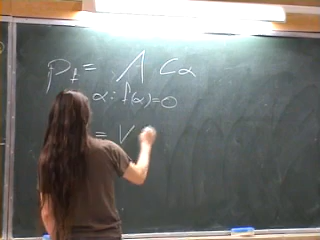 P_f = ⋀ C_α
α: f(α)=0
= V